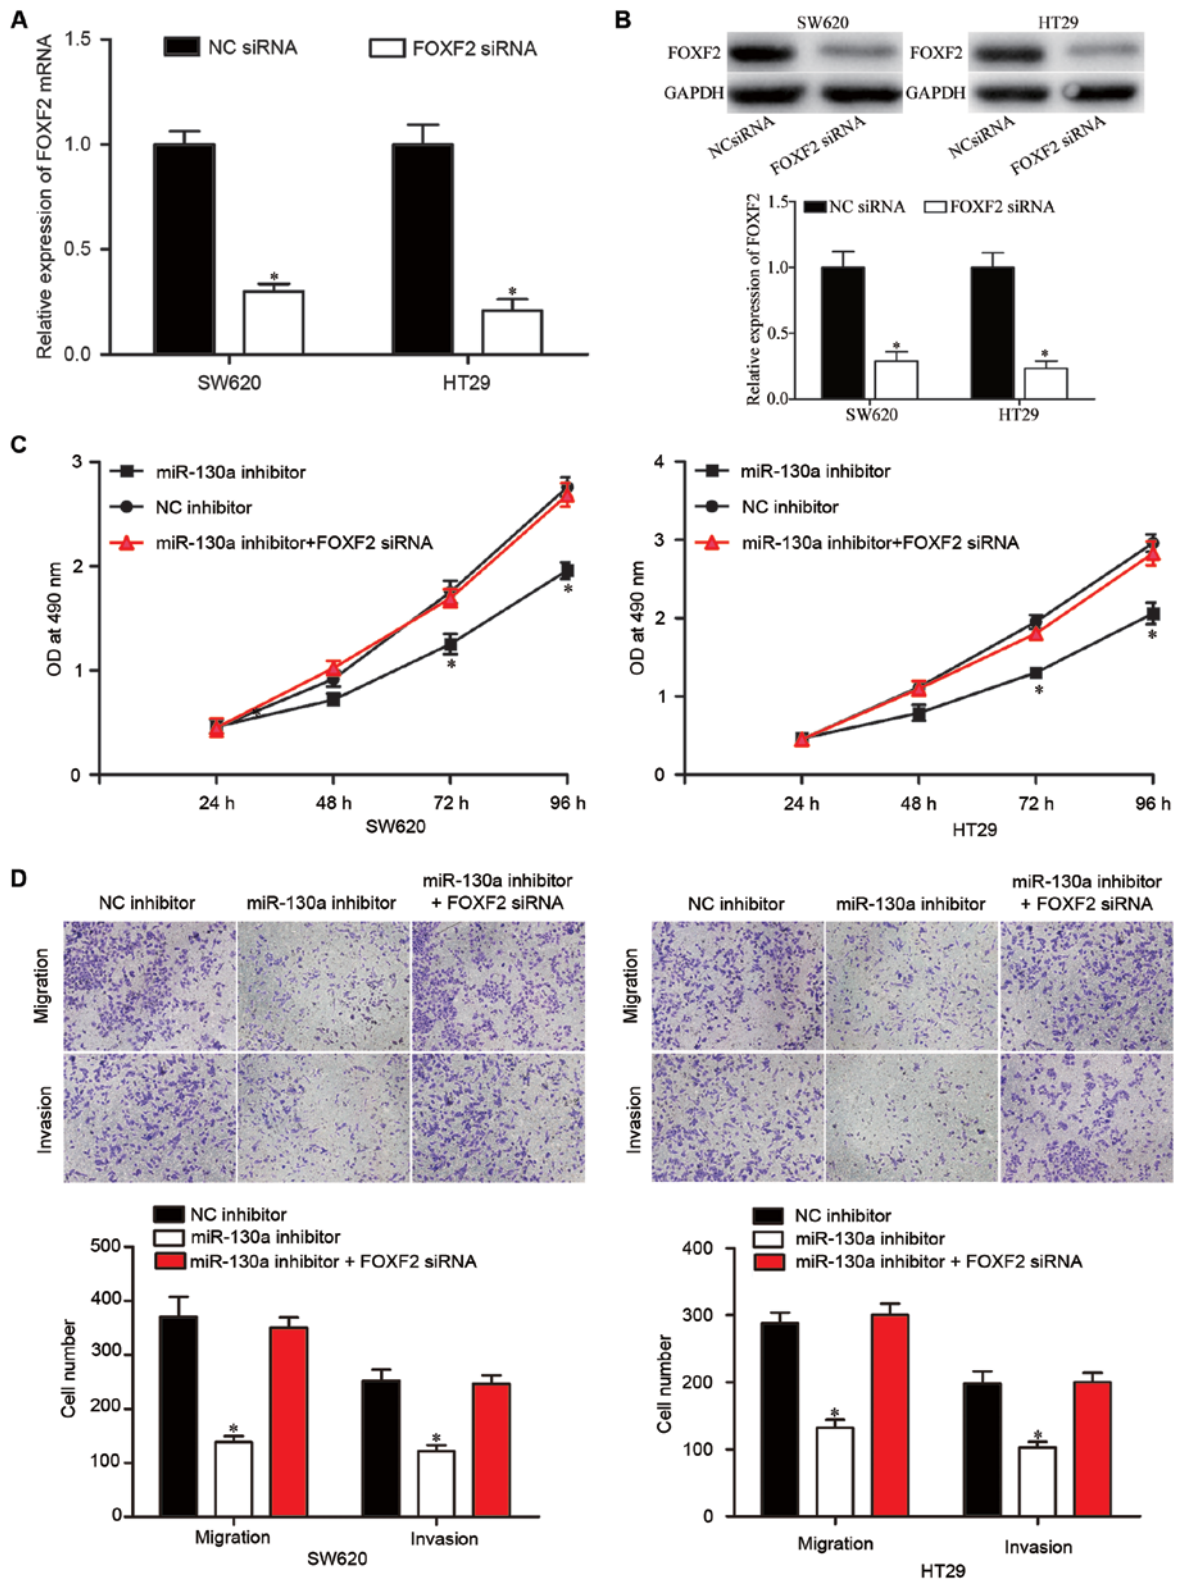 A
Relative expression of FOXF2 mRNA
1.5
1.0
0.5
0.0
NC siRNA
FOXF2 siRNA
*
*
SW620
HT29
B
SW620
HT29
FOXF2
FOXF2
GAPDH
GAPDH
NCsiRNA
FOXF2 siRNA
NCsiRNA
FOXF2 siRNA
Relative expression of FOXF2
1.5
1.0
0.5
0.0
NC siRNA
FOXF2 siRNA
*
*
SW620
HT29
C
OD at 490 nm
3
2
1
0
miR-130a inhibitor
NC inhibitor
miR-130a inhibitor+FOXF2 siRNA
*
*
24 h
48 h
72 h
96 h
SW620
OD at 490 nm
4
3
2
1
0
miR-130a inhibitor
NC inhibitor
miR-130a inhibitor+FOXF2 siRNA
*
*
24 h
48 h
72 h
96 h
HT29
D
NC inhibitor
miR-130a inhibitor
miR-130a inhibitor
+ FOXF2 siRNA
Migration
Invasion
NC inhibitor
miR-130a inhibitor
miR-130a inhibitor
+ FOXF2 siRNA
Migration
Invasion
NC inhibitor
miR-130a inhibitor
miR-130a inhibitor + FOXF2 siRNA
Cell number
500
400
300
200
100
0
*
*
Migration
Invasion
SW620
NC inhibitor
miR-130a inhibitor
miR-130a inhibitor + FOXF2 siRNA
Cell number
400
300
200
100
0
*
*
Migration
Invasion
HT29